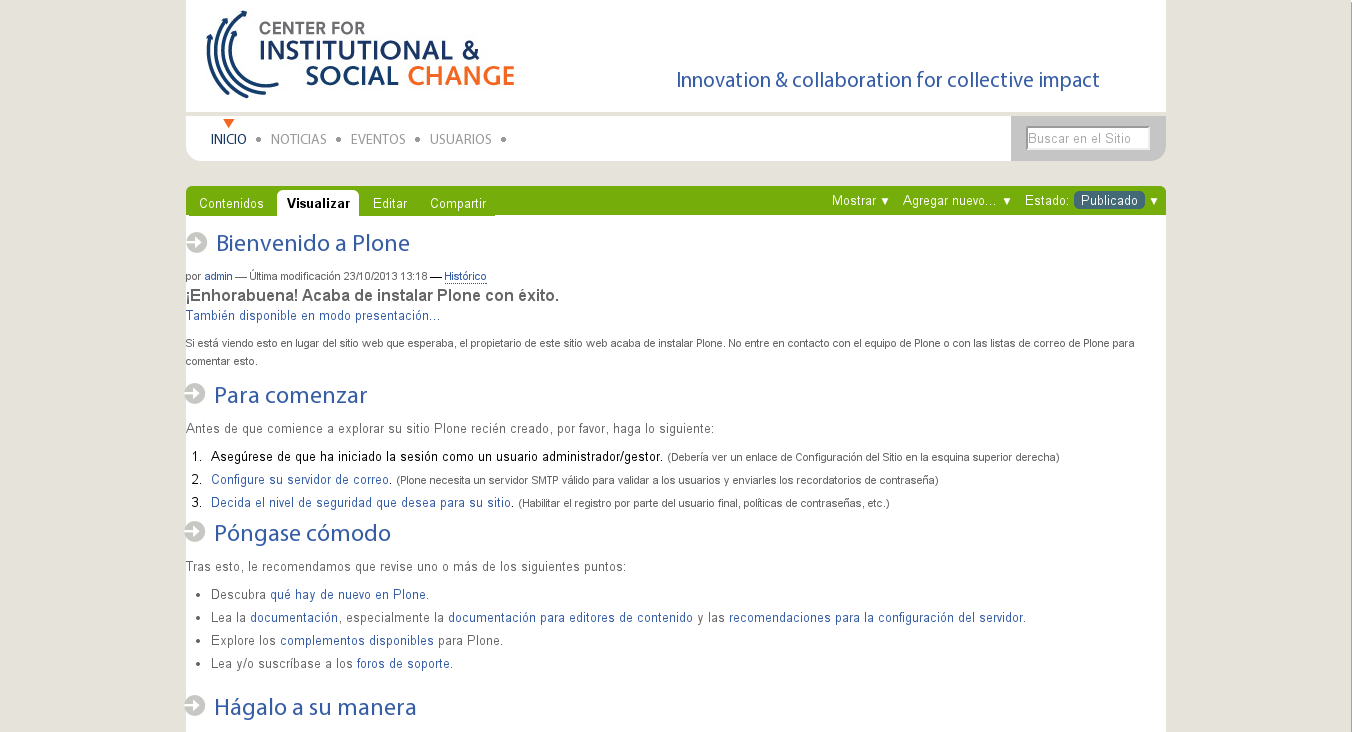 CENTER FOR
INSTITUTIONAL &
SOCIAL CHANGE
Innovation & collaboration for collective impact
INICIO • NOTICIAS • EVENTOS • USUARIOS •
Buscar en el Sitio
Contenidos Visualizar Editar Compartir Mostrar ▼ Agregar nuevo... ▼ Estado: Publicado ▼
Bienvenido a Plone
por admin — Última modificación 23/10/2013 13:18 — Histórico
¡Enhorabuena! Acaba de instalar Plone con éxito.
También disponible en modo presentación...
Si está viendo esto en lugar del sitio web que esperaba, el propietario de este sitio web acaba de instalar Plone. No entre en contacto con el equipo de Plone o con las listas de correo de Plone para
comentar esto.
Para comenzar
Antes de que comience a explorar su sitio Plone recién creado, por favor, haga lo siguiente:
1. Asegúrese de que ha iniciado la sesión como un usuario administrador/gestor. (Debería ver un enlace de Configuración del Sitio en la esquina superior derecha)
2. Configure su servidor de correo. (Plone necesita un servidor SMTP válido para validar a los usuarios y enviarles los recordatorios de contraseña)
3. Decida el nivel de seguridad que desea para su sitio. (Habilitar el registro por parte del usuario final, políticas de contraseñas, etc.)
Póngase cómodo
Tras esto, le recomendamos que revise uno o más de los siguientes puntos:
• Descubra qué hay de nuevo en Plone.
• Lea la documentación, especialmente la documentación para editores de contenido y las recomendaciones para la configuración del servidor.
• Explore los complementos disponibles para Plone.
• Lea y/o suscríbase a los foros de soporte.
Hágalo a su manera